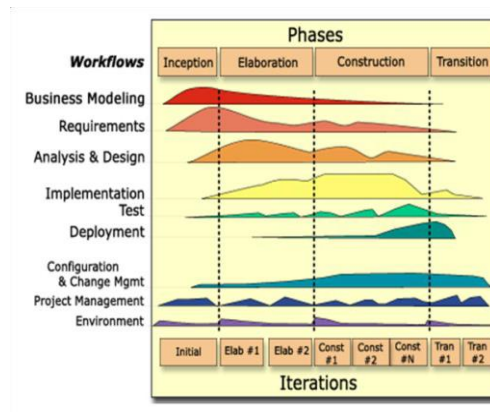 Phases
Workflows
Inception Elaboration Construction Transition
Business Modeling
Requirements
Analysis & Design
Implementation
Test
Deployment
Configuration
& Change Mgmt
Project Management
Environment
Initial Elab #1 Elab #2 Const #1 Const #2 Const #N Tran #1 Tran #2
Iterations